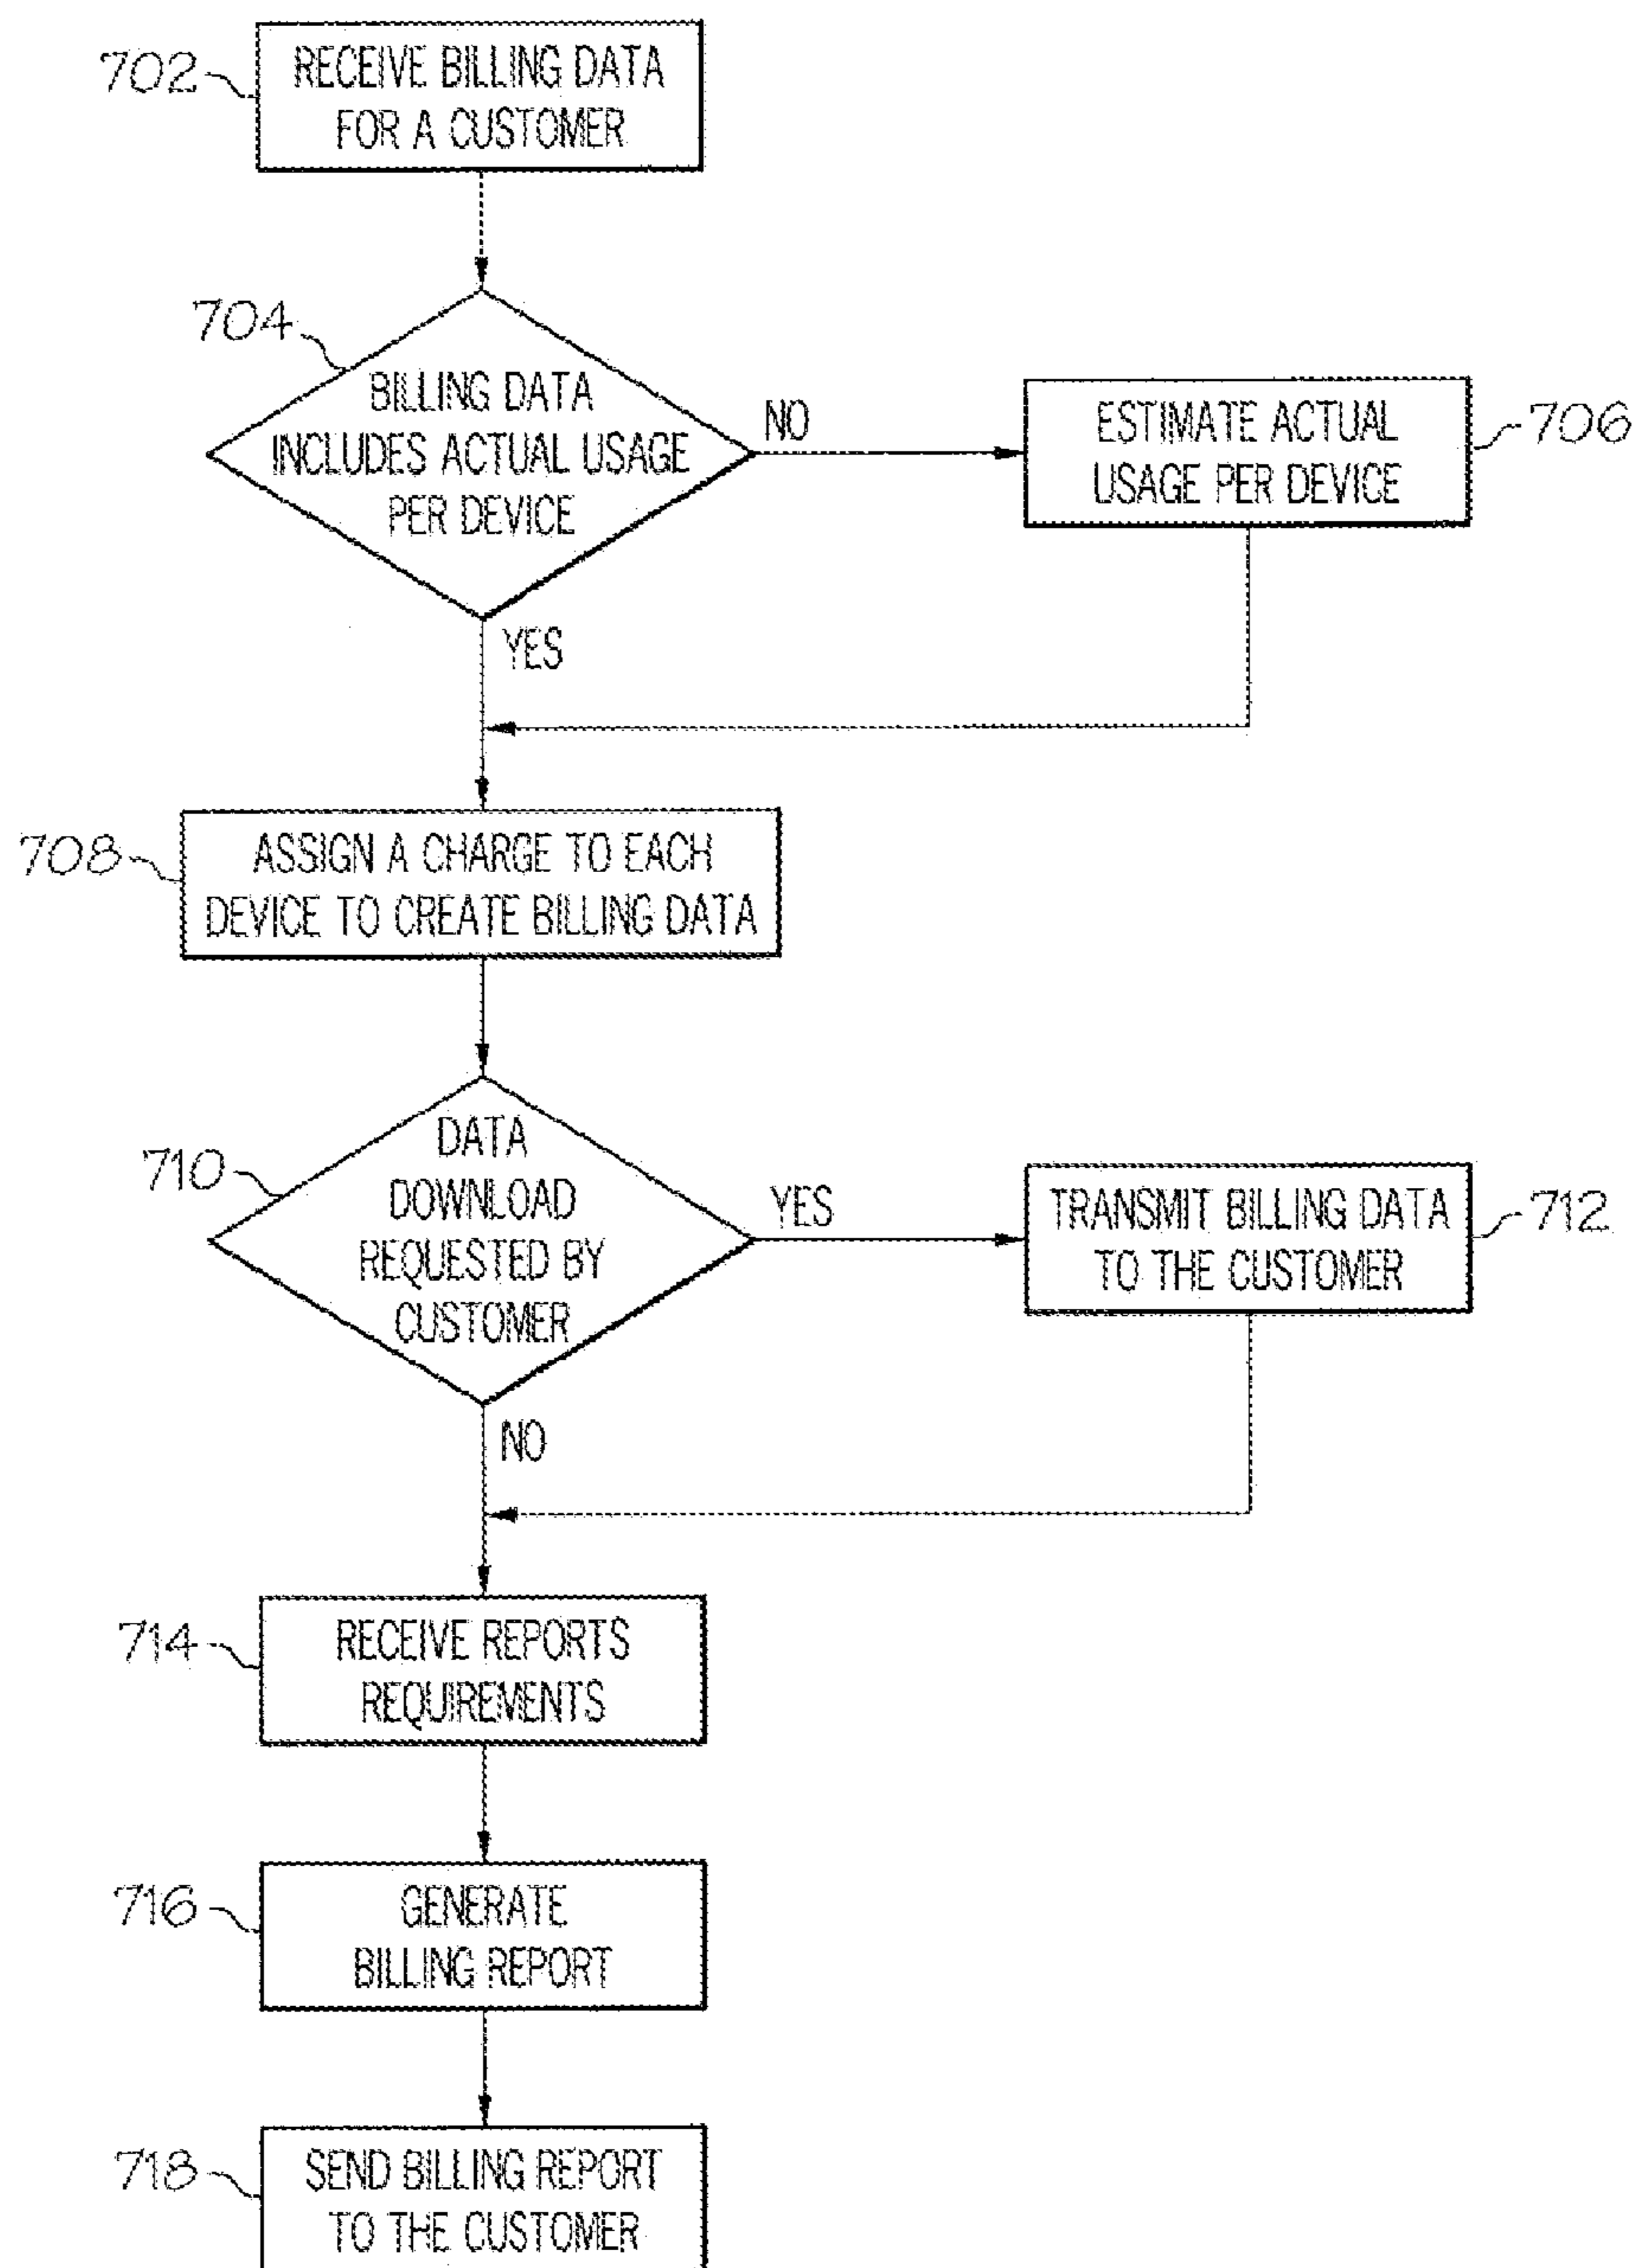 702
RECEIVE BILLING DATA
FOR A CUSTOMER
704
BILLING DATA
INCLUDES ACTUAL USAGE
PER DEVICE
NO
ESTIMATE ACTUAL
USAGE PER DEVICE
706
YES
708
ASSIGN A CHARGE TO EACH
DEVICE TO CREATE BILLING DATA
710
DATA
DOWNLOAD
REQUESTED BY
CUSTOMER
YES
TRANSMIT BILLING DATA
TO THE CUSTOMER
712
NO
714
RECEIVE REPORTS
REQUIREMENTS
716
GENERATE
BILLING REPORT
718
SEND BILLING REPORT
TO THE CUSTOMER